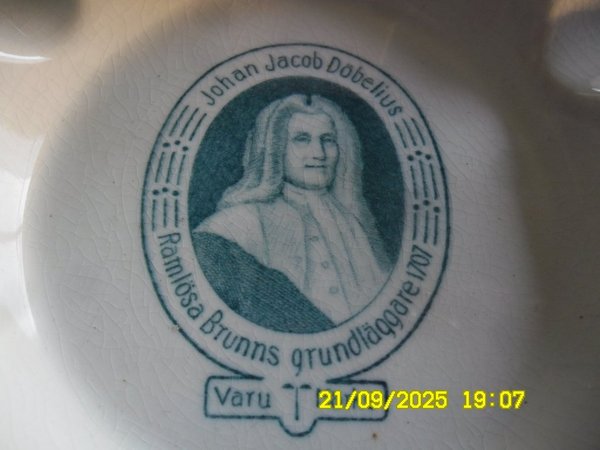 Johan Jacob Döbelius
Ramlösa Brunns grundläggare 1707
Varu
21/09/2025 19:07